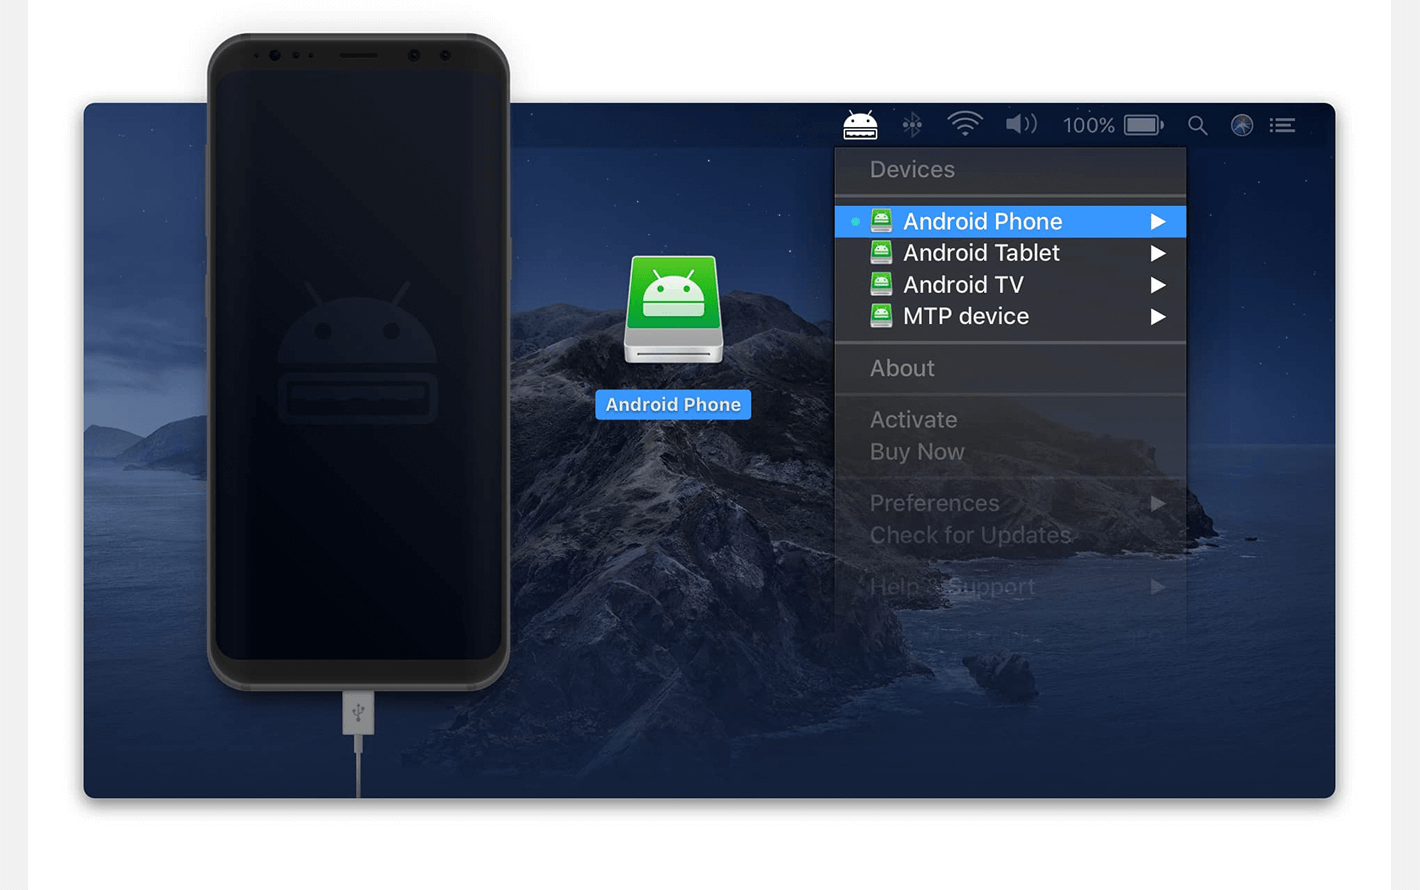 100%
Devices
Android Phone
Android Tablet
Android TV
MTP device
Android Phone
About
Activate
Buy Now
Preferences
Check for Updates
Help & Support